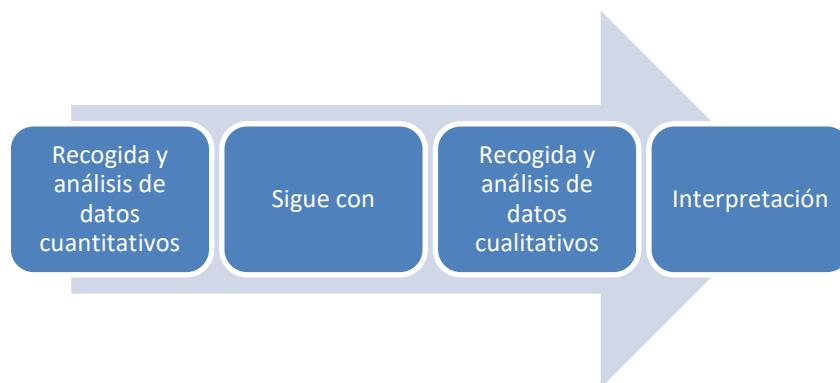 Recogida y
análisis de
datos
cuantitativos
Sigue con
Recogida y
análisis de
datos
cualitativos
Interpretación